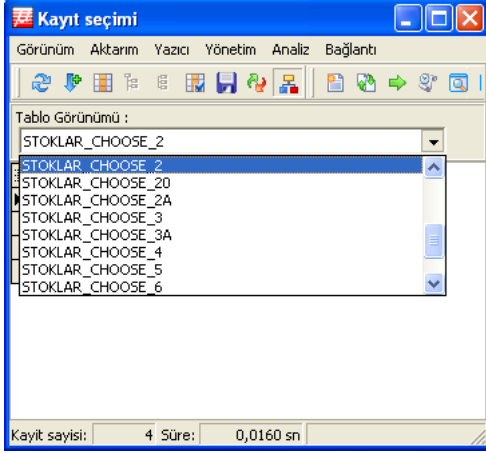 Kayıt seçimi
Görünüm Aktarım Yazıcı Yönetim Analiz Bağlantı
Tablo Görünümü :
STOKLAR_CHOOSE_2
STOKLAR_CHOOSE_2
STOKLAR_CHOOSE_20
STOKLAR_CHOOSE_2A
STOKLAR_CHOOSE_3
STOKLAR_CHOOSE_3A
STOKLAR_CHOOSE_4
STOKLAR_CHOOSE_5
STOKLAR_CHOOSE_6
Kayit sayisi: 4 Süre: 0,0160 sn